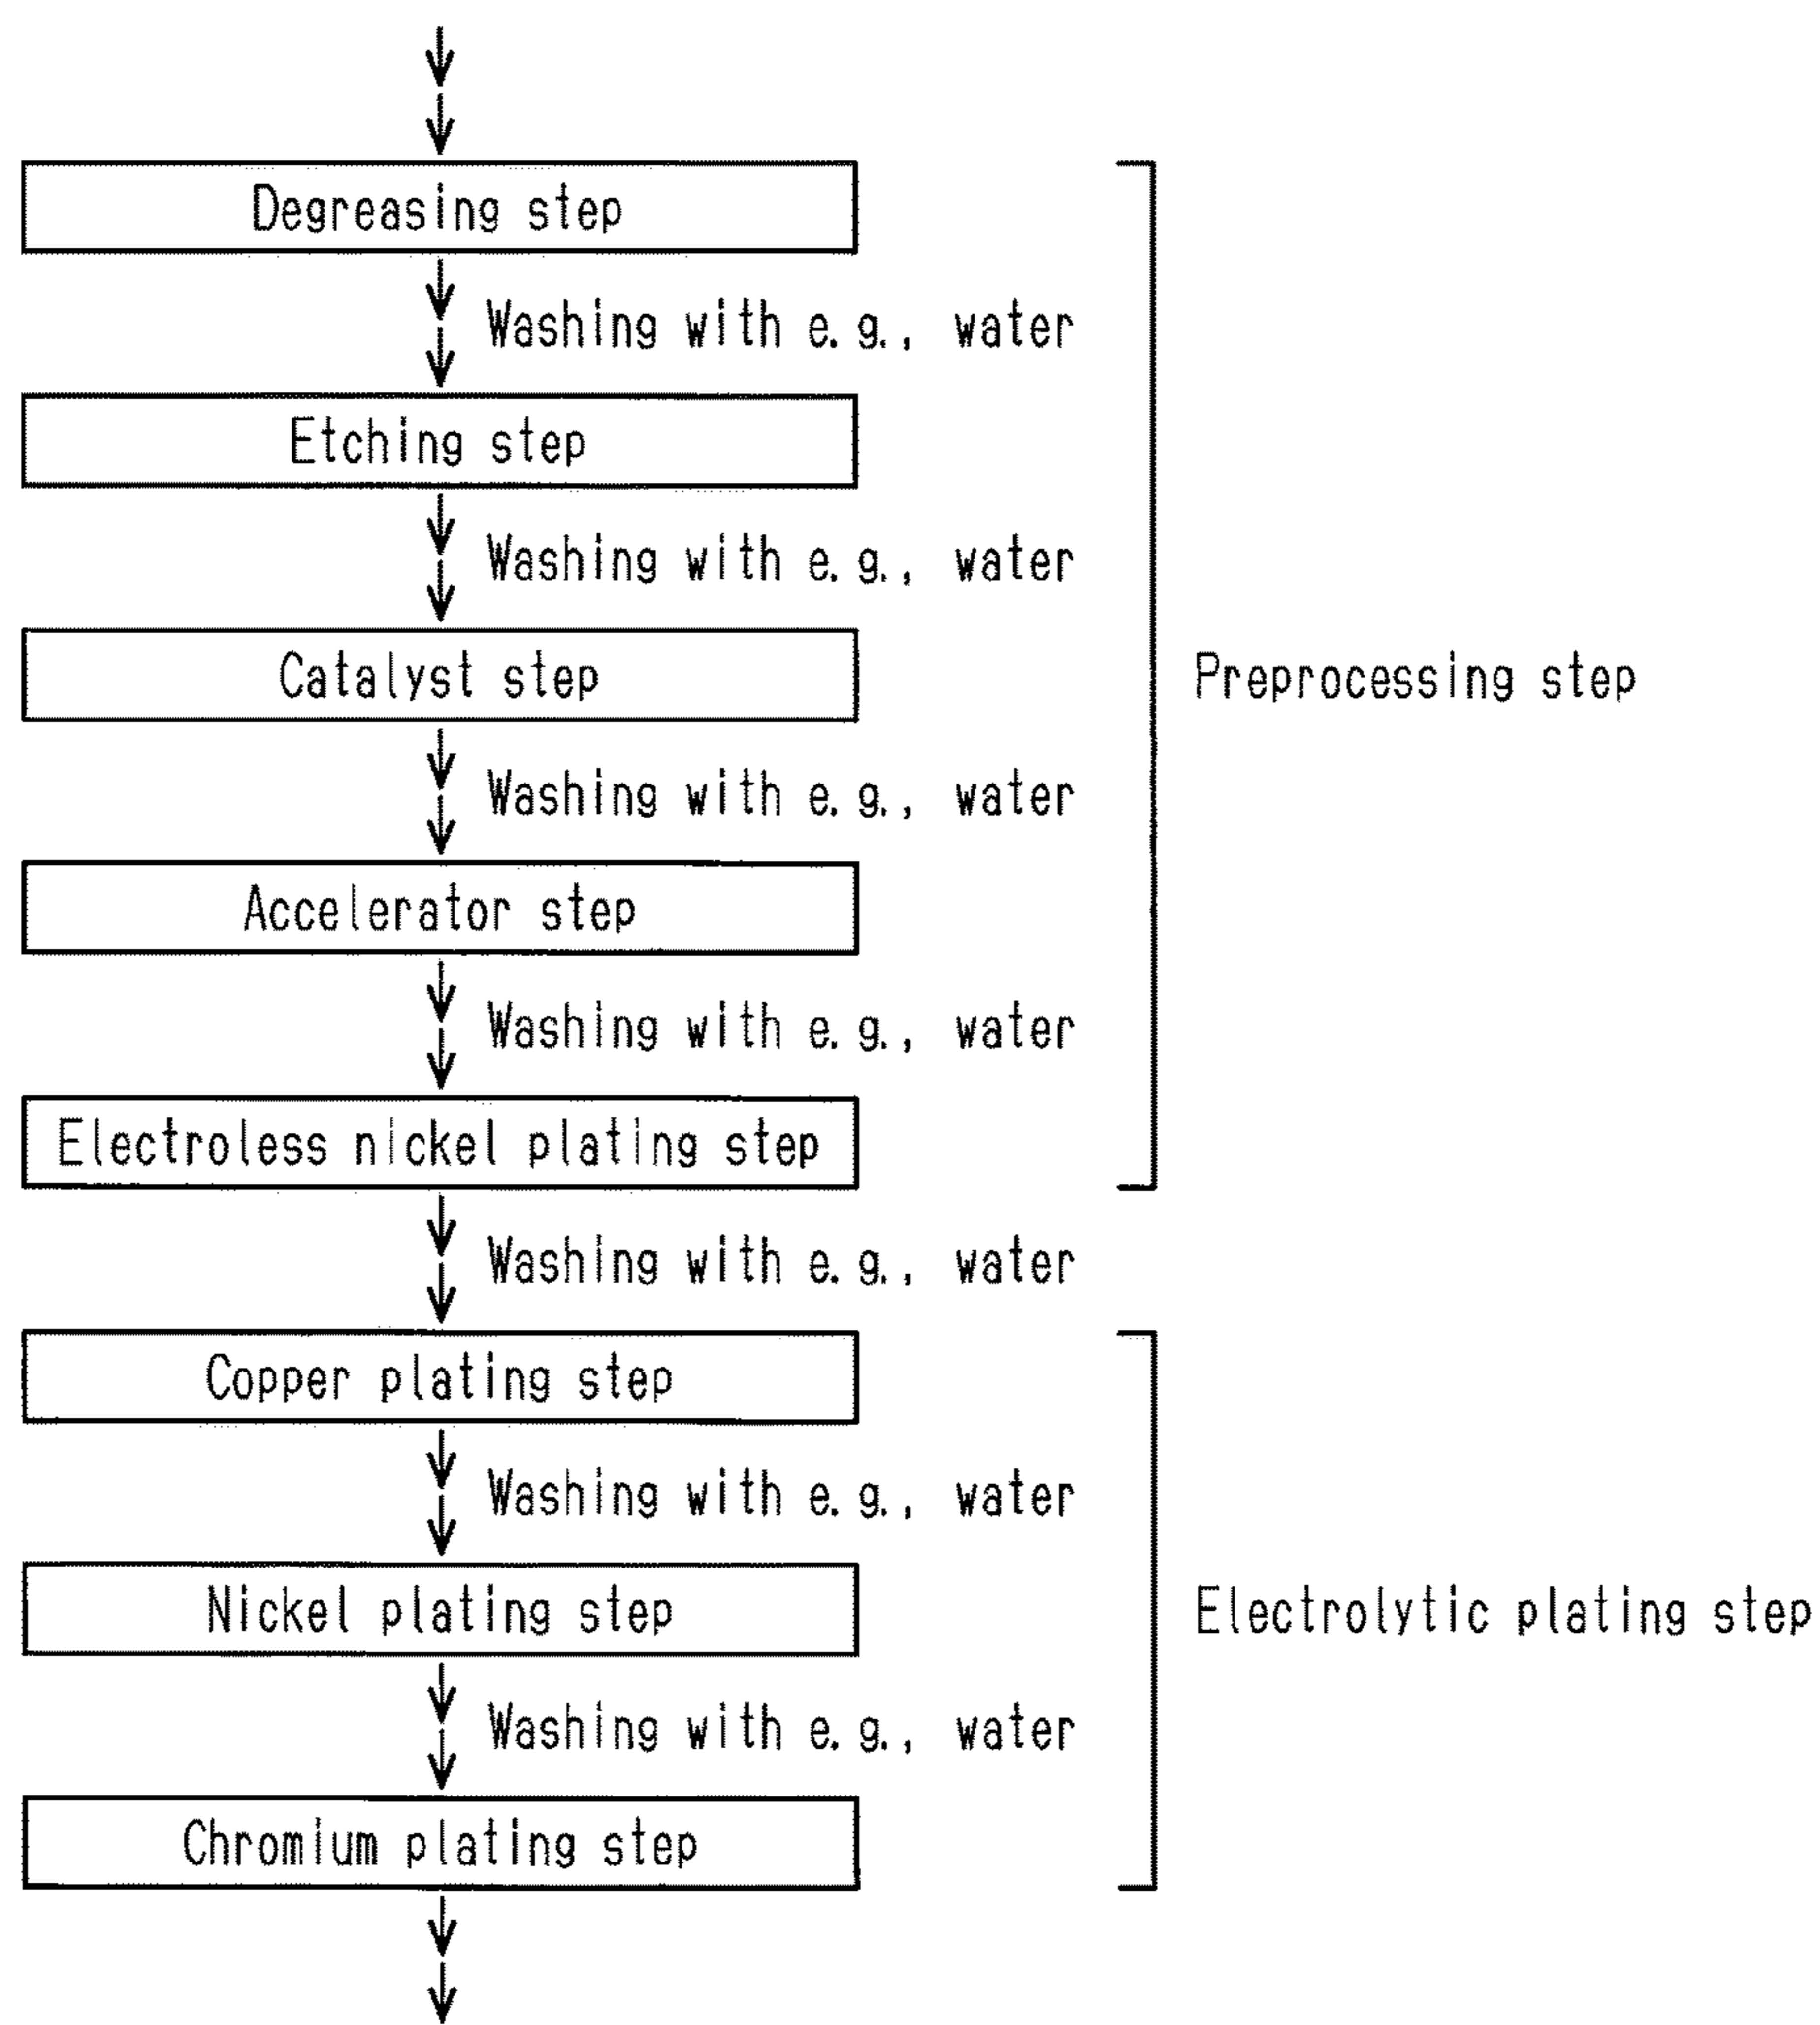 Degreasing step
Washing with e.g., water
Etching step
Washing with e.g., water
Catalyst step
Preprocessing step
Washing with e.g., water
Accelerator step
Washing with e.g., water
Electroless nickel plating step
Washing with e.g., water
Copper plating step
Washing with e.g., water
Nickel plating step
Electrolytic plating step
Washing with e.g., water
Chromium plating step